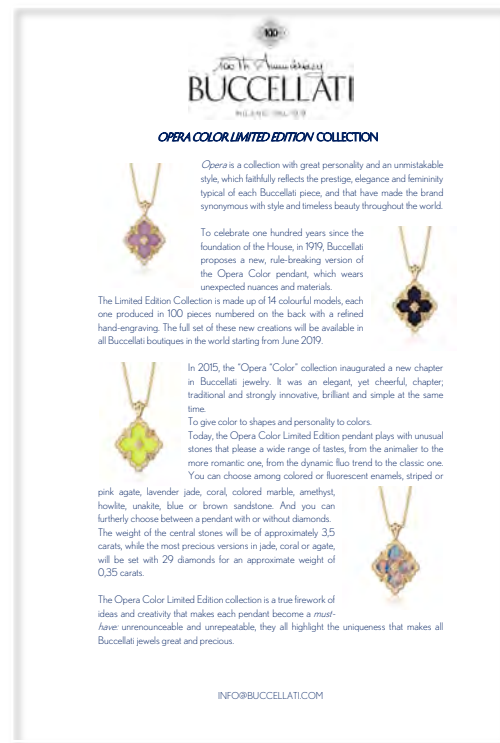 100
100th Anniversary
BUCCELLATI
MILANO 1919
OPERA COLOR LIMITED EDITION COLLECTION
Opera is a collection with great personality and an unmistakable
style, which faithfully reflects the prestige, elegance and femininity
typical of each Buccellati piece, and that have made the brand
synonymous with style and timeless beauty throughout the world.
To celebrate one hundred years since the
foundation of the House, in 1919, Buccellati
proposes a new, rule-breaking version of
the Opera Color pendant, which wears
unexpected nuances and materials.
The Limited Edition Collection is made up of 14 colourful models, each
one produced in 100 pieces numbered on the back with a refined
hand-engraving. The full set of these new creations will be available in
all Buccellati boutiques in the world starting from June 2019.
In 2015, the "Opera "Color" collection inaugurated a new chapter
in Buccellati jewelry. It was an elegant, yet cheerful, chapter;
traditional and strongly innovative, brilliant and simple at the same
time.
To give color to shapes and personality to colors.
Today, the Opera Color Limited Edition pendant plays with unusual
stones that please a wide range of tastes, from the animalier to the
more romantic one, from the dynamic fluo trend to the classic one.
You can choose among colored or fluorescent enamels, striped or
pink agate, lavender jade, coral, colored marble, amethyst,
howlite, unakite, blue or brown sandstone. And you can
furtherly choose between a pendant with or without diamonds.
The weight of the central stones will be of approximately 3,5
carats, while the most precious versions in jade, coral or agate,
will be set with 29 diamonds for an approximate weight of
0,35 carats.
The Opera Color Limited Edition collection is a true firework of
ideas and creativity that makes each pendant become a must-
have: unrenounceable and unrepeatable, they all highlight the uniqueness that makes all
Buccellati jewels great and precious.
INFO@BUCCELLATI.COM